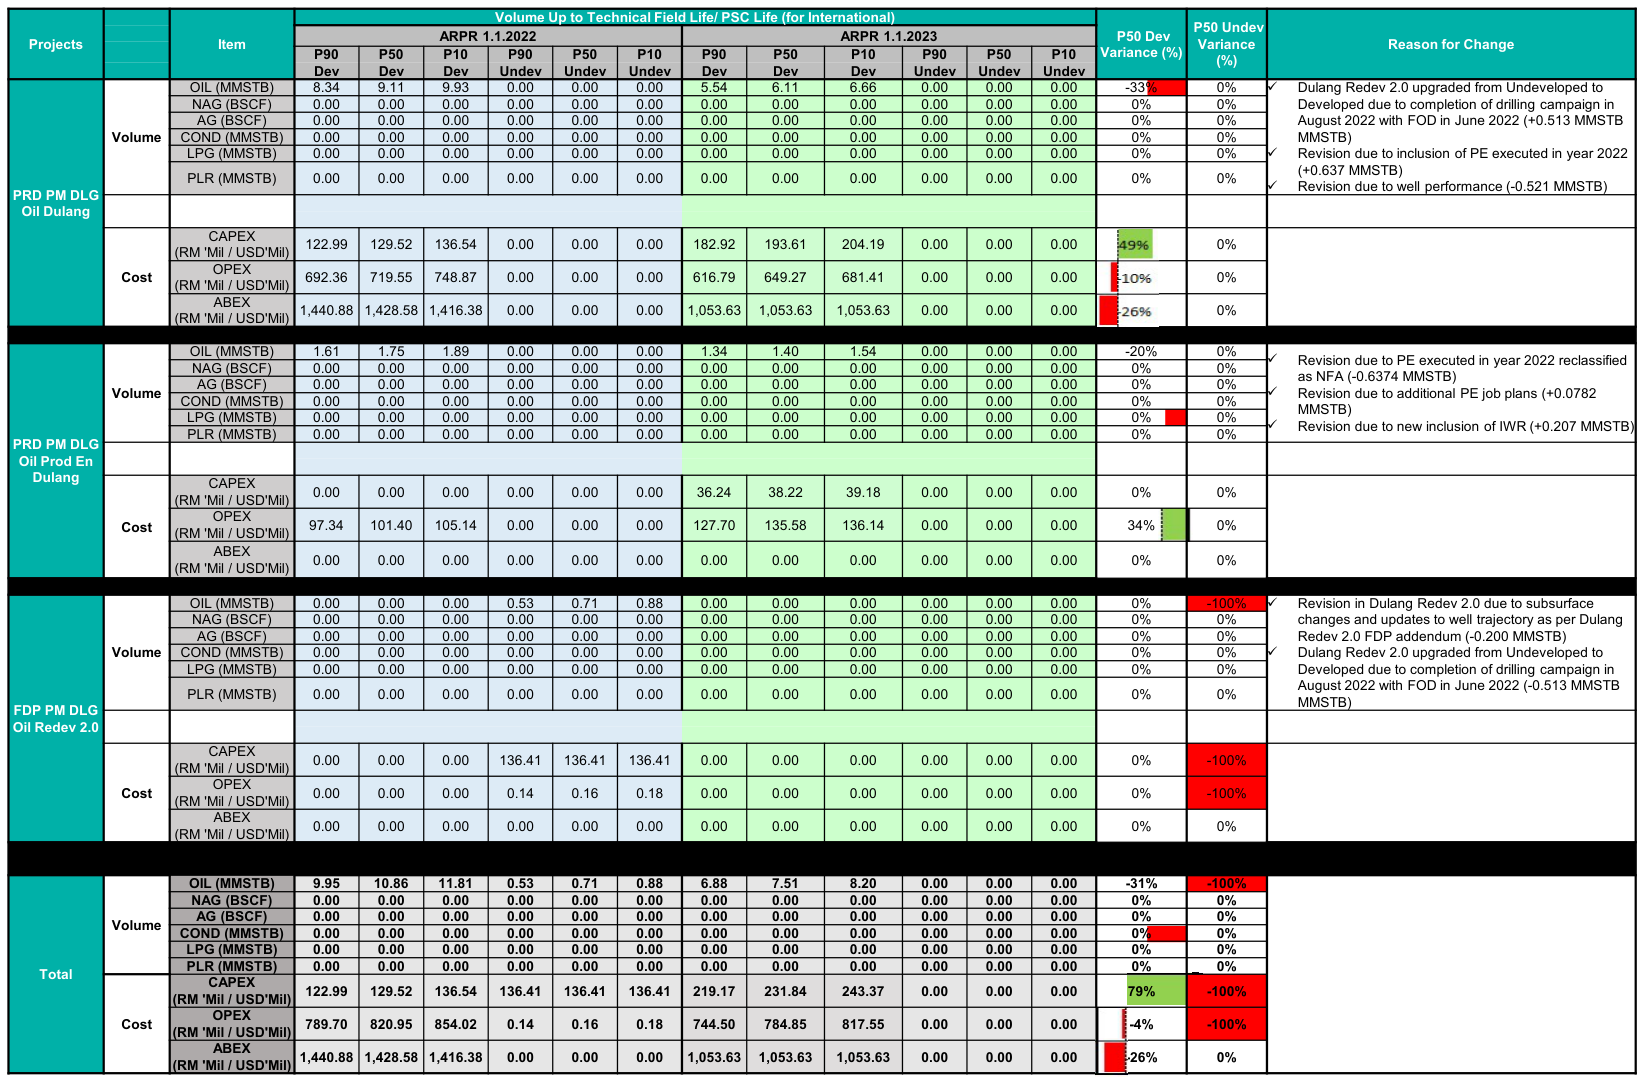 Volume Up to Technical Field Life/ PSC Life (for International)
Projects Item ARPR 1.1.2022 ARPR 1.1.2023 P50 Dev Variance (%) P50 Undev Variance (%) Reason for Change
P90 Dev P50 Dev P10 Dev P90 Undev P50 Undev P10 Undev P90 Dev P50 Dev P10 Dev P90 Undev P50 Undev P10 Undev
PRD PM DLG Oil Dulang
Volume
OIL (MMSTB) 8.34 9.11 9.93 0.00 0.00 0.00 5.54 6.11 6.66 0.00 0.00 0.00 -33% 0%
NAG (BSCF) 0.00 0.00 0.00 0.00 0.00 0.00 0.00 0.00 0.00 0.00 0.00 0.00 0% 0%
AG (BSCF) 0.00 0.00 0.00 0.00 0.00 0.00 0.00 0.00 0.00 0.00 0.00 0.00 0% 0%
COND (MMSTB) 0.00 0.00 0.00 0.00 0.00 0.00 0.00 0.00 0.00 0.00 0.00 0.00 0% 0%
LPG (MMSTB) 0.00 0.00 0.00 0.00 0.00 0.00 0.00 0.00 0.00 0.00 0.00 0.00 0% 0%
PLR (MMSTB) 0.00 0.00 0.00 0.00 0.00 0.00 0.00 0.00 0.00 0.00 0.00 0.00 0% 0%
✓ Dulang Redev 2.0 upgraded from Undeveloped to
Developed due to completion of drilling campaign in
August 2022 with FOD in June 2022 (+0.513 MMSTB
MMSTB)
✓ Revision due to inclusion of PE executed in year 2022
(+0.637 MMSTB)
✓ Revision due to well performance (-0.521 MMSTB)
Cost
CAPEX (RM 'Mil / USD'Mil) 122.99 129.52 136.54 0.00 0.00 0.00 182.92 193.61 204.19 0.00 0.00 0.00 49% 0%
OPEX (RM 'Mil / USD'Mil) 692.36 719.55 748.87 0.00 0.00 0.00 616.79 649.27 681.41 0.00 0.00 0.00 -10% 0%
ABEX (RM 'Mil / USD'Mil) 1,440.88 1,428.58 1,416.38 0.00 0.00 0.00 1,053.63 1,053.63 1,053.63 0.00 0.00 0.00 -26% 0%
PRD PM DLG Oil Prod En Dulang
Volume
OIL (MMSTB) 1.61 1.75 1.89 0.00 0.00 0.00 1.34 1.40 1.54 0.00 0.00 0.00 -20% 0%
NAG (BSCF) 0.00 0.00 0.00 0.00 0.00 0.00 0.00 0.00 0.00 0.00 0.00 0.00 0% 0%
AG (BSCF) 0.00 0.00 0.00 0.00 0.00 0.00 0.00 0.00 0.00 0.00 0.00 0.00 0% 0%
COND (MMSTB) 0.00 0.00 0.00 0.00 0.00 0.00 0.00 0.00 0.00 0.00 0.00 0.00 0% 0%
LPG (MMSTB) 0.00 0.00 0.00 0.00 0.00 0.00 0.00 0.00 0.00 0.00 0.00 0.00 0% 0%
PLR (MMSTB) 0.00 0.00 0.00 0.00 0.00 0.00 0.00 0.00 0.00 0.00 0.00 0.00 0% 0%
✓ Revision due to PE executed in year 2022 reclassified
as NFA (-0.6374 MMSTB)
✓ Revision due to additional PE job plans (+0.0782
MMSTB)
✓ Revision due to new inclusion of IWR (+0.207 MMSTB)
Cost
CAPEX (RM 'Mil / USD'Mil) 0.00 0.00 0.00 0.00 0.00 0.00 36.24 38.22 39.18 0.00 0.00 0.00 0% 0%
OPEX (RM 'Mil / USD'Mil) 97.34 101.40 105.14 0.00 0.00 0.00 127.70 135.58 136.14 0.00 0.00 0.00 34% 0%
ABEX (RM 'Mil / USD'Mil) 0.00 0.00 0.00 0.00 0.00 0.00 0.00 0.00 0.00 0.00 0.00 0.00 0% 0%
FDP PM DLG Oil Redev 2.0
Volume
OIL (MMSTB) 0.00 0.00 0.00 0.53 0.71 0.88 0.00 0.00 0.00 0.00 0.00 0.00 0% -100%
NAG (BSCF) 0.00 0.00 0.00 0.00 0.00 0.00 0.00 0.00 0.00 0.00 0.00 0.00 0% 0%
AG (BSCF) 0.00 0.00 0.00 0.00 0.00 0.00 0.00 0.00 0.00 0.00 0.00 0.00 0% 0%
COND (MMSTB) 0.00 0.00 0.00 0.00 0.00 0.00 0.00 0.00 0.00 0.00 0.00 0.00 0% 0%
LPG (MMSTB) 0.00 0.00 0.00 0.00 0.00 0.00 0.00 0.00 0.00 0.00 0.00 0.00 0% 0%
PLR (MMSTB) 0.00 0.00 0.00 0.00 0.00 0.00 0.00 0.00 0.00 0.00 0.00 0.00 0% 0%
✓ Revision in Dulang Redev 2.0 due to subsurface
changes and updates to well trajectory as per Dulang
Redev 2.0 FDP addendum (-0.200 MMSTB)
✓ Dulang Redev 2.0 upgraded from Undeveloped to
Developed due to completion of drilling campaign in
August 2022 with FOD in June 2022 (-0.513 MMSTB
MMSTB)
Cost
CAPEX (RM 'Mil / USD'Mil) 0.00 0.00 0.00 136.41 136.41 136.41 0.00 0.00 0.00 0.00 0.00 0.00 0% -100%
OPEX (RM 'Mil / USD'Mil) 0.00 0.00 0.00 0.14 0.16 0.18 0.00 0.00 0.00 0.00 0.00 0.00 0% -100%
ABEX (RM 'Mil / USD'Mil) 0.00 0.00 0.00 0.00 0.00 0.00 0.00 0.00 0.00 0.00 0.00 0.00 0% 0%
Total
Volume
OIL (MMSTB) 9.95 10.86 11.81 0.53 0.71 0.88 6.88 7.51 8.20 0.00 0.00 0.00 -31% -100%
NAG (BSCF) 0.00 0.00 0.00 0.00 0.00 0.00 0.00 0.00 0.00 0.00 0.00 0.00 0% 0%
AG (BSCF) 0.00 0.00 0.00 0.00 0.00 0.00 0.00 0.00 0.00 0.00 0.00 0.00 0% 0%
COND (MMSTB) 0.00 0.00 0.00 0.00 0.00 0.00 0.00 0.00 0.00 0.00 0.00 0.00 0% 0%
LPG (MMSTB) 0.00 0.00 0.00 0.00 0.00 0.00 0.00 0.00 0.00 0.00 0.00 0.00 0% 0%
PLR (MMSTB) 0.00 0.00 0.00 0.00 0.00 0.00 0.00 0.00 0.00 0.00 0.00 0.00 0% 0%
Cost
CAPEX (RM 'Mil / USD'Mil) 122.99 129.52 136.54 136.41 136.41 136.41 219.17 231.84 243.37 0.00 0.00 0.00 79% -100%
OPEX (RM 'Mil / USD'Mil) 789.70 820.95 854.02 0.14 0.16 0.18 744.50 784.85 817.55 0.00 0.00 0.00 -4% -100%
ABEX (RM 'Mil / USD'Mil) 1,440.88 1,428.58 1,416.38 0.00 0.00 0.00 1,053.63 1,053.63 1,053.63 0.00 0.00 0.00 -26% 0%